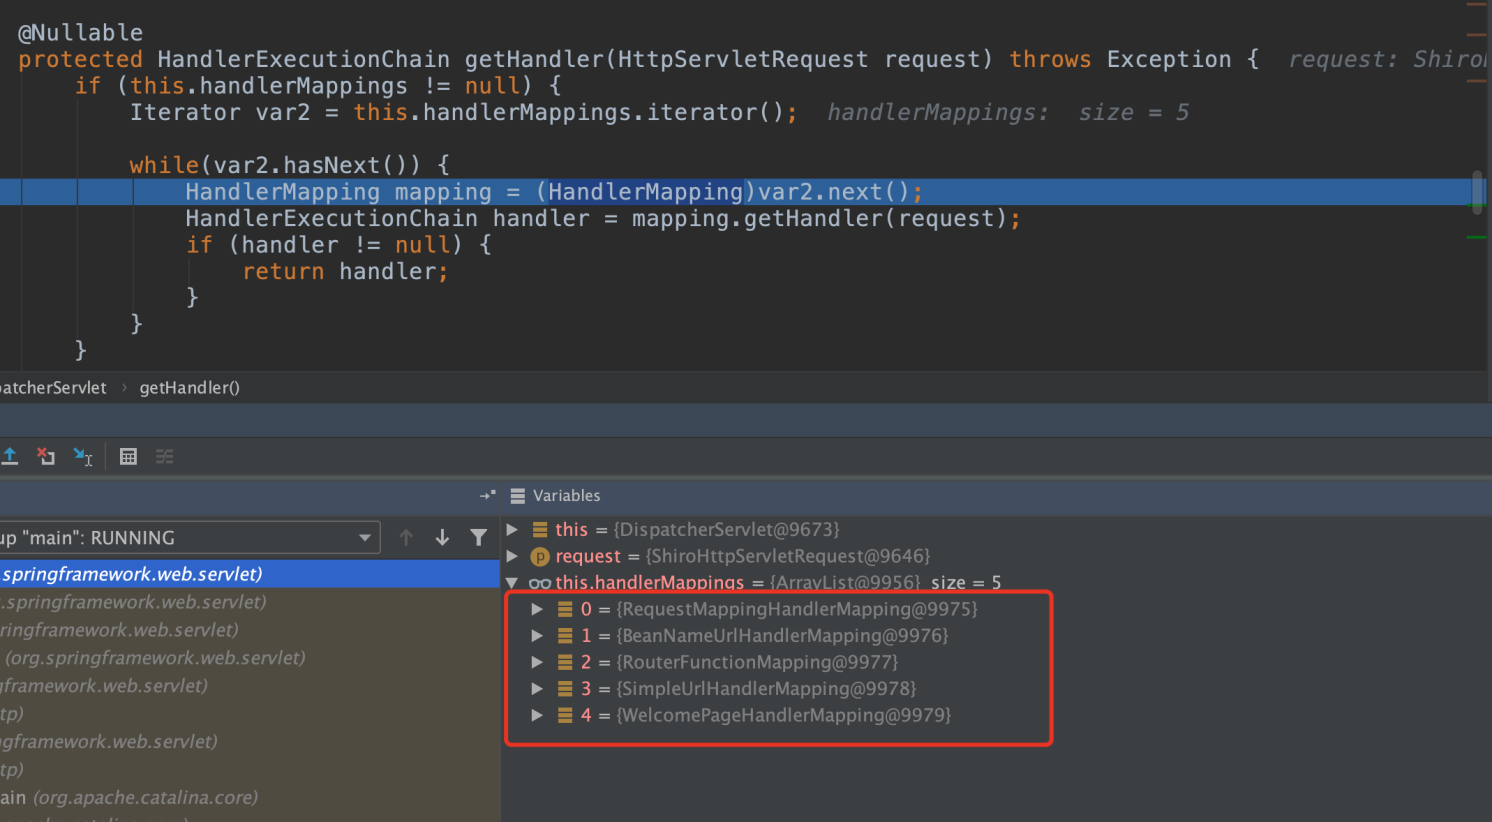 @Nullable
protected HandlerExecutionChain getHandler(HttpServletRequest request) throws Exception {  request: Shiro
if (this.handlerMappings != null) {
Iterator var2 = this.handlerMappings.iterator();  handlerMappings:  size = 5
while(var2.hasNext()) {
HandlerMapping mapping = (HandlerMapping)var2.next();
HandlerExecutionChain handler = mapping.getHandler(request);
if (handler != null) {
return handler;
}
}
}
patcherServlet › getHandler()
Variables
up "main": RUNNING
.springframework.web.servlet)
.springframework.web.servlet)
ringframework.web.servlet)
(org.springframework.web.servlet)
gframework.web.servlet)
tp)
ngframework.web.servlet)
tp)
ain (org.apache.catalina.core)
this = {DispatcherServlet@9673}
request = {ShiroHttpServletRequest@9646}
this.handlerMappings = {ArrayList@9956} size = 5
0 = {RequestMappingHandlerMapping@9975}
1 = {BeanNameUrlHandlerMapping@9976}
2 = {RouterFunctionMapping@9977}
3 = {SimpleUrlHandlerMapping@9978}
4 = {WelcomePageHandlerMapping@9979}